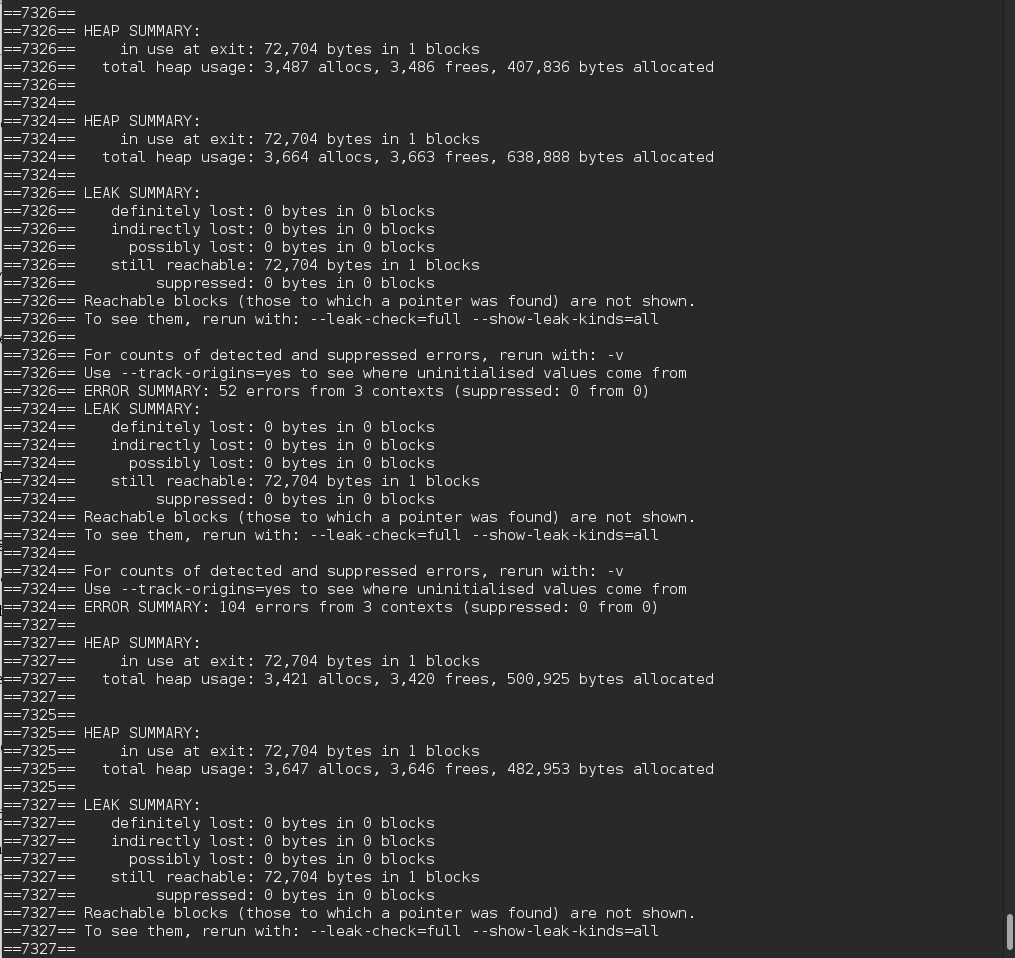 ==7326==
==7326== HEAP SUMMARY:
==7326==     in use at exit: 72,704 bytes in 1 blocks
==7326==   total heap usage: 3,487 allocs, 3,486 frees, 407,836 bytes allocated
==7326==
==7324==
==7324== HEAP SUMMARY:
==7324==     in use at exit: 72,704 bytes in 1 blocks
==7324==   total heap usage: 3,664 allocs, 3,663 frees, 638,888 bytes allocated
==7324==
==7326== LEAK SUMMARY:
==7326==    definitely lost: 0 bytes in 0 blocks
==7326==    indirectly lost: 0 bytes in 0 blocks
==7326==      possibly lost: 0 bytes in 0 blocks
==7326==    still reachable: 72,704 bytes in 1 blocks
==7326==         suppressed: 0 bytes in 0 blocks
==7326== Reachable blocks (those to which a pointer was found) are not shown.
==7326== To see them, rerun with: --leak-check=full --show-leak-kinds=all
==7326==
==7326== For counts of detected and suppressed errors, rerun with: -v
==7326== Use --track-origins=yes to see where uninitialised values come from
==7326== ERROR SUMMARY: 52 errors from 3 contexts (suppressed: 0 from 0)
==7324== LEAK SUMMARY:
==7324==    definitely lost: 0 bytes in 0 blocks
==7324==    indirectly lost: 0 bytes in 0 blocks
==7324==      possibly lost: 0 bytes in 0 blocks
==7324==    still reachable: 72,704 bytes in 1 blocks
==7324==         suppressed: 0 bytes in 0 blocks
==7324== Reachable blocks (those to which a pointer was found) are not shown.
==7324== To see them, rerun with: --leak-check=full --show-leak-kinds=all
==7324==
==7324== For counts of detected and suppressed errors, rerun with: -v
==7324== Use --track-origins=yes to see where uninitialised values come from
==7324== ERROR SUMMARY: 104 errors from 3 contexts (suppressed: 0 from 0)
==7327==
==7327== HEAP SUMMARY:
==7327==     in use at exit: 72,704 bytes in 1 blocks
==7327==   total heap usage: 3,421 allocs, 3,420 frees, 500,925 bytes allocated
==7327==
==7325==
==7325== HEAP SUMMARY:
==7325==     in use at exit: 72,704 bytes in 1 blocks
==7325==   total heap usage: 3,647 allocs, 3,646 frees, 482,953 bytes allocated
==7325==
==7327== LEAK SUMMARY:
==7327==    definitely lost: 0 bytes in 0 blocks
==7327==    indirectly lost: 0 bytes in 0 blocks
==7327==      possibly lost: 0 bytes in 0 blocks
==7327==    still reachable: 72,704 bytes in 1 blocks
==7327==         suppressed: 0 bytes in 0 blocks
==7327== Reachable blocks (those to which a pointer was found) are not shown.
==7327== To see them, rerun with: --leak-check=full --show-leak-kinds=all
==7327==